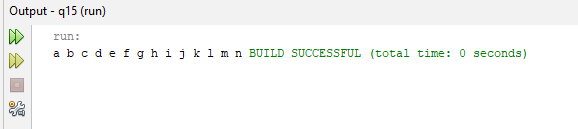 Output - q15 (run)
run:
a b c d e f g h i j k l m n BUILD SUCCESSFUL (total time: 0 seconds)